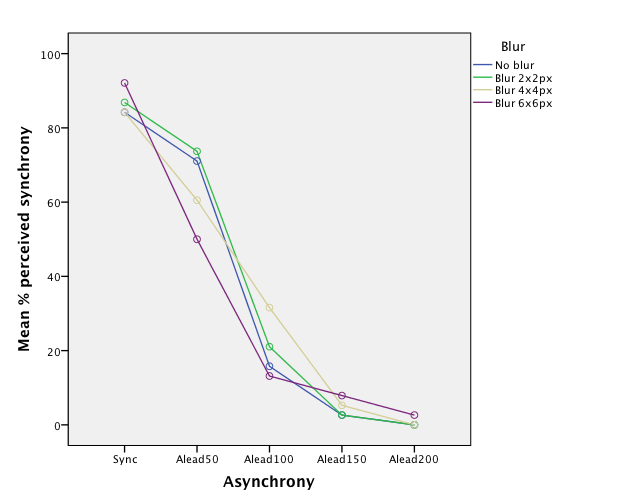 Blur
No blur
Blur 2x2px
Blur 4x4px
Blur 6x6px
Mean % perceived synchrony
100
80
60
40
20
0
Sync Alead50 Alead100 Alead150 Alead200
Asynchrony